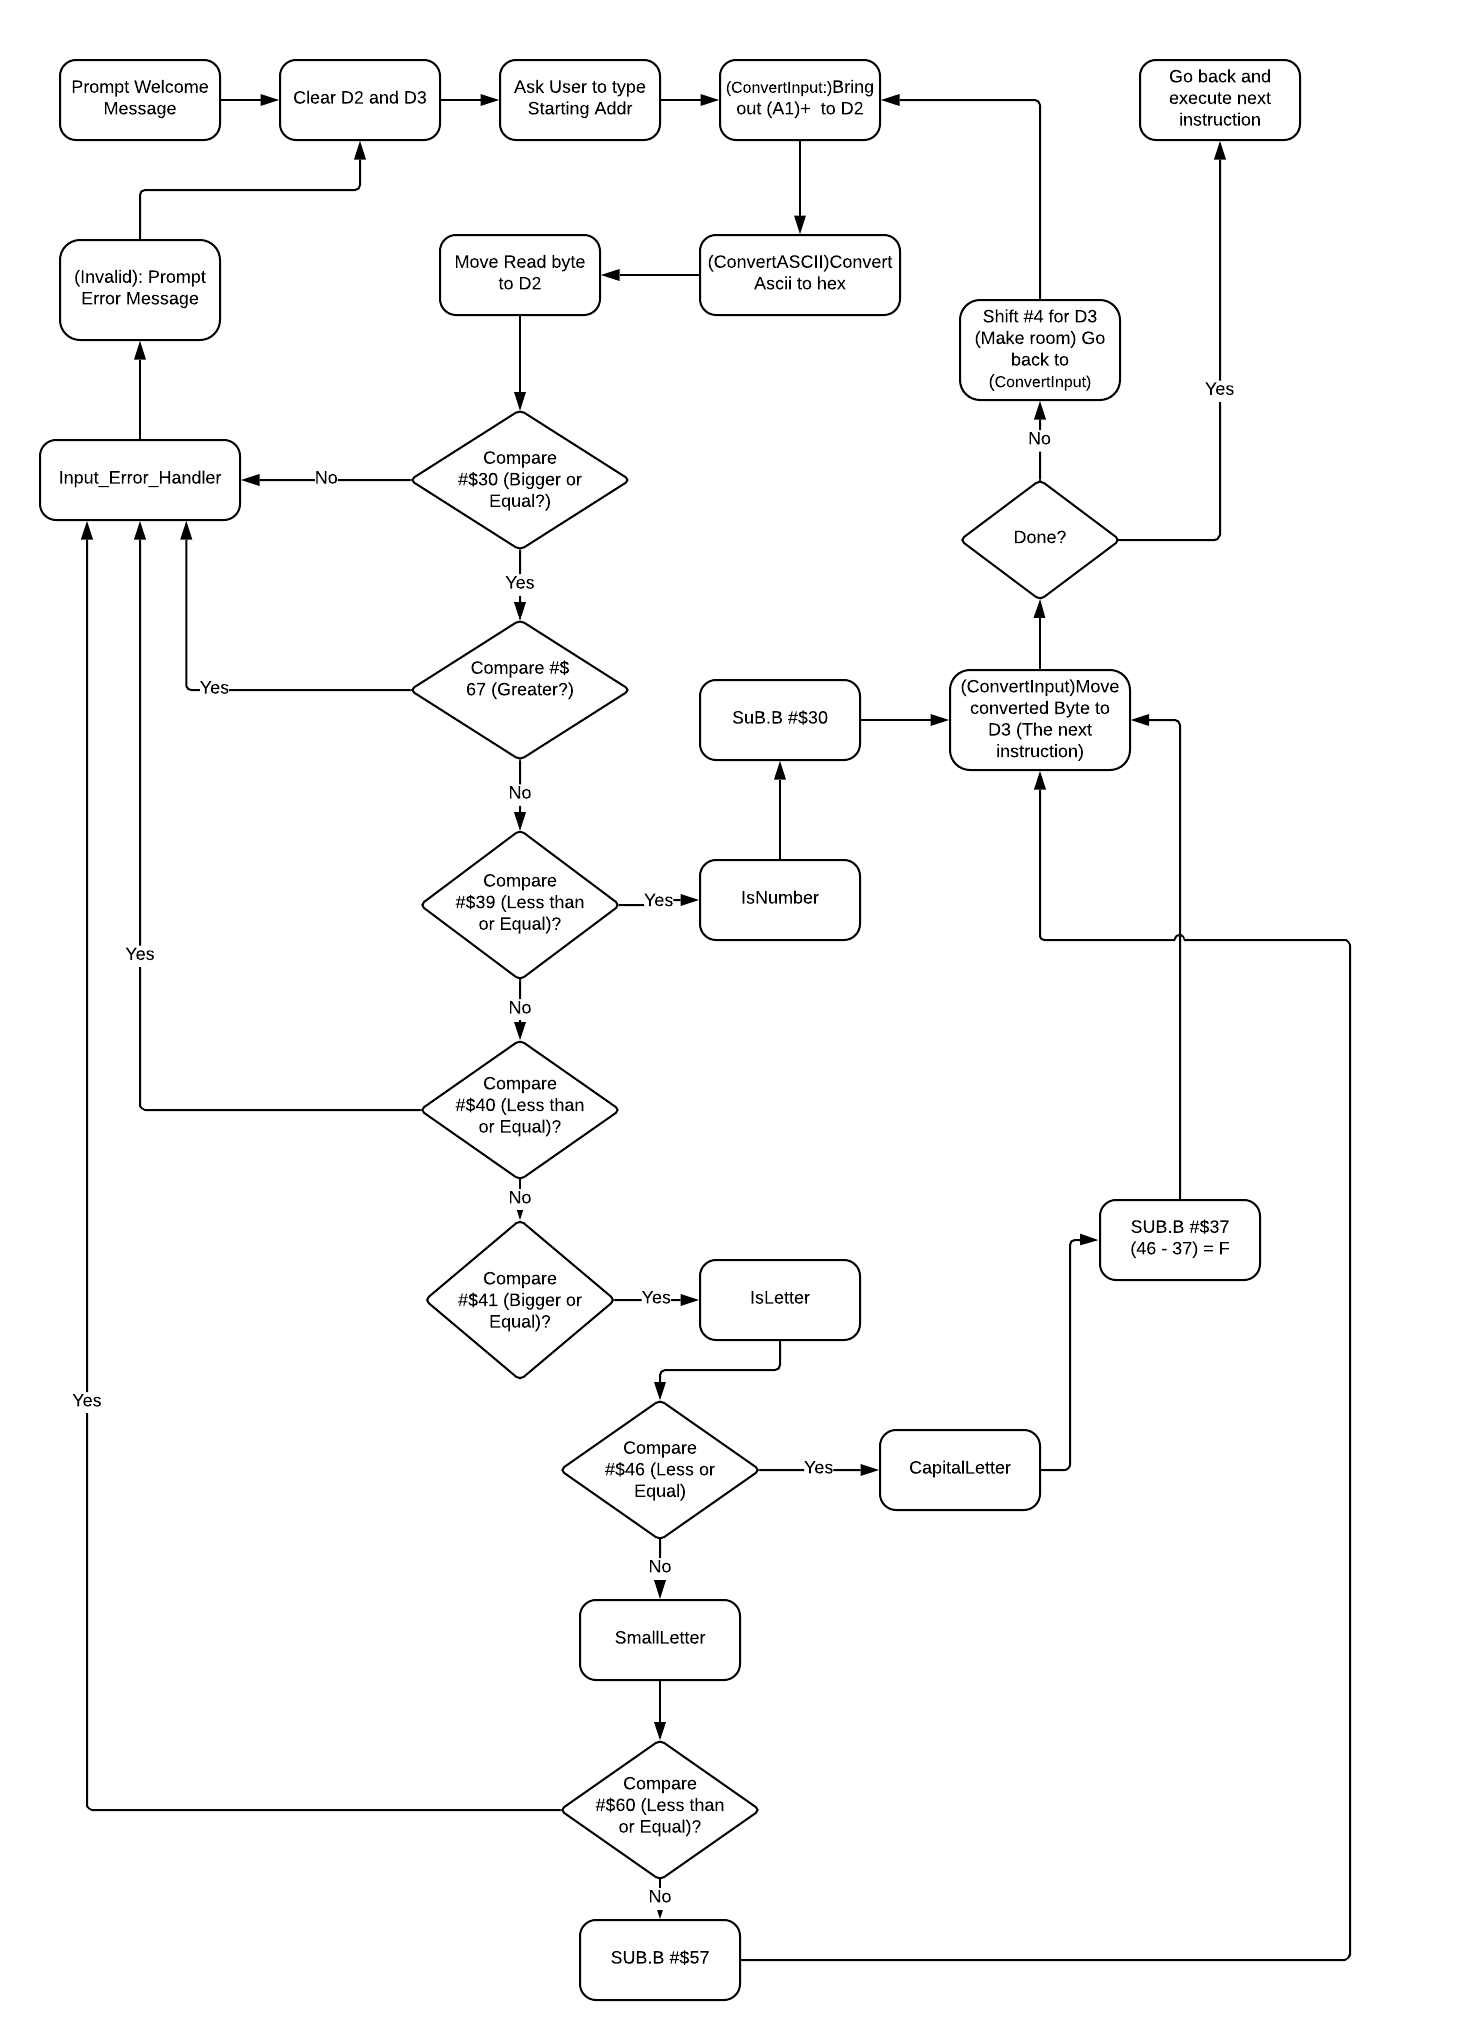 Prompt Welcome
Message
Clear D2 and D3
Ask User to type
Starting Addr
(ConvertInput:)Bring
out (A1)+  to D2
Go back and
execute next
instruction
(Invalid): Prompt
Error Message
Move Read byte
to D2
(ConvertASCII)Convert
Ascii to hex
Shift #4 for D3
(Make room) Go
back to
(ConvertInput)
Yes
No
Input_Error_Handler
No
Compare
#$30 (Bigger or
Equal?)
Done?
Yes
Yes
Compare #$
67 (Greater?)
SuB.B #$30
(ConvertInput)Move
converted Byte to
D3 (The next
instruction)
No
Compare
#$39 (Less than
or Equal)?
Yes
IsNumber
Yes
No
Compare
#$40 (Less than
or Equal)?
No
SUB.B #$37
(46 - 37) = F
Compare
#$41 (Bigger or
Equal)?
Yes
IsLetter
Yes
Compare
#$46 (Less or
Equal)
Yes
CapitalLetter
No
SmallLetter
Compare
#$60 (Less than
or Equal)?
No
SUB.B #$57